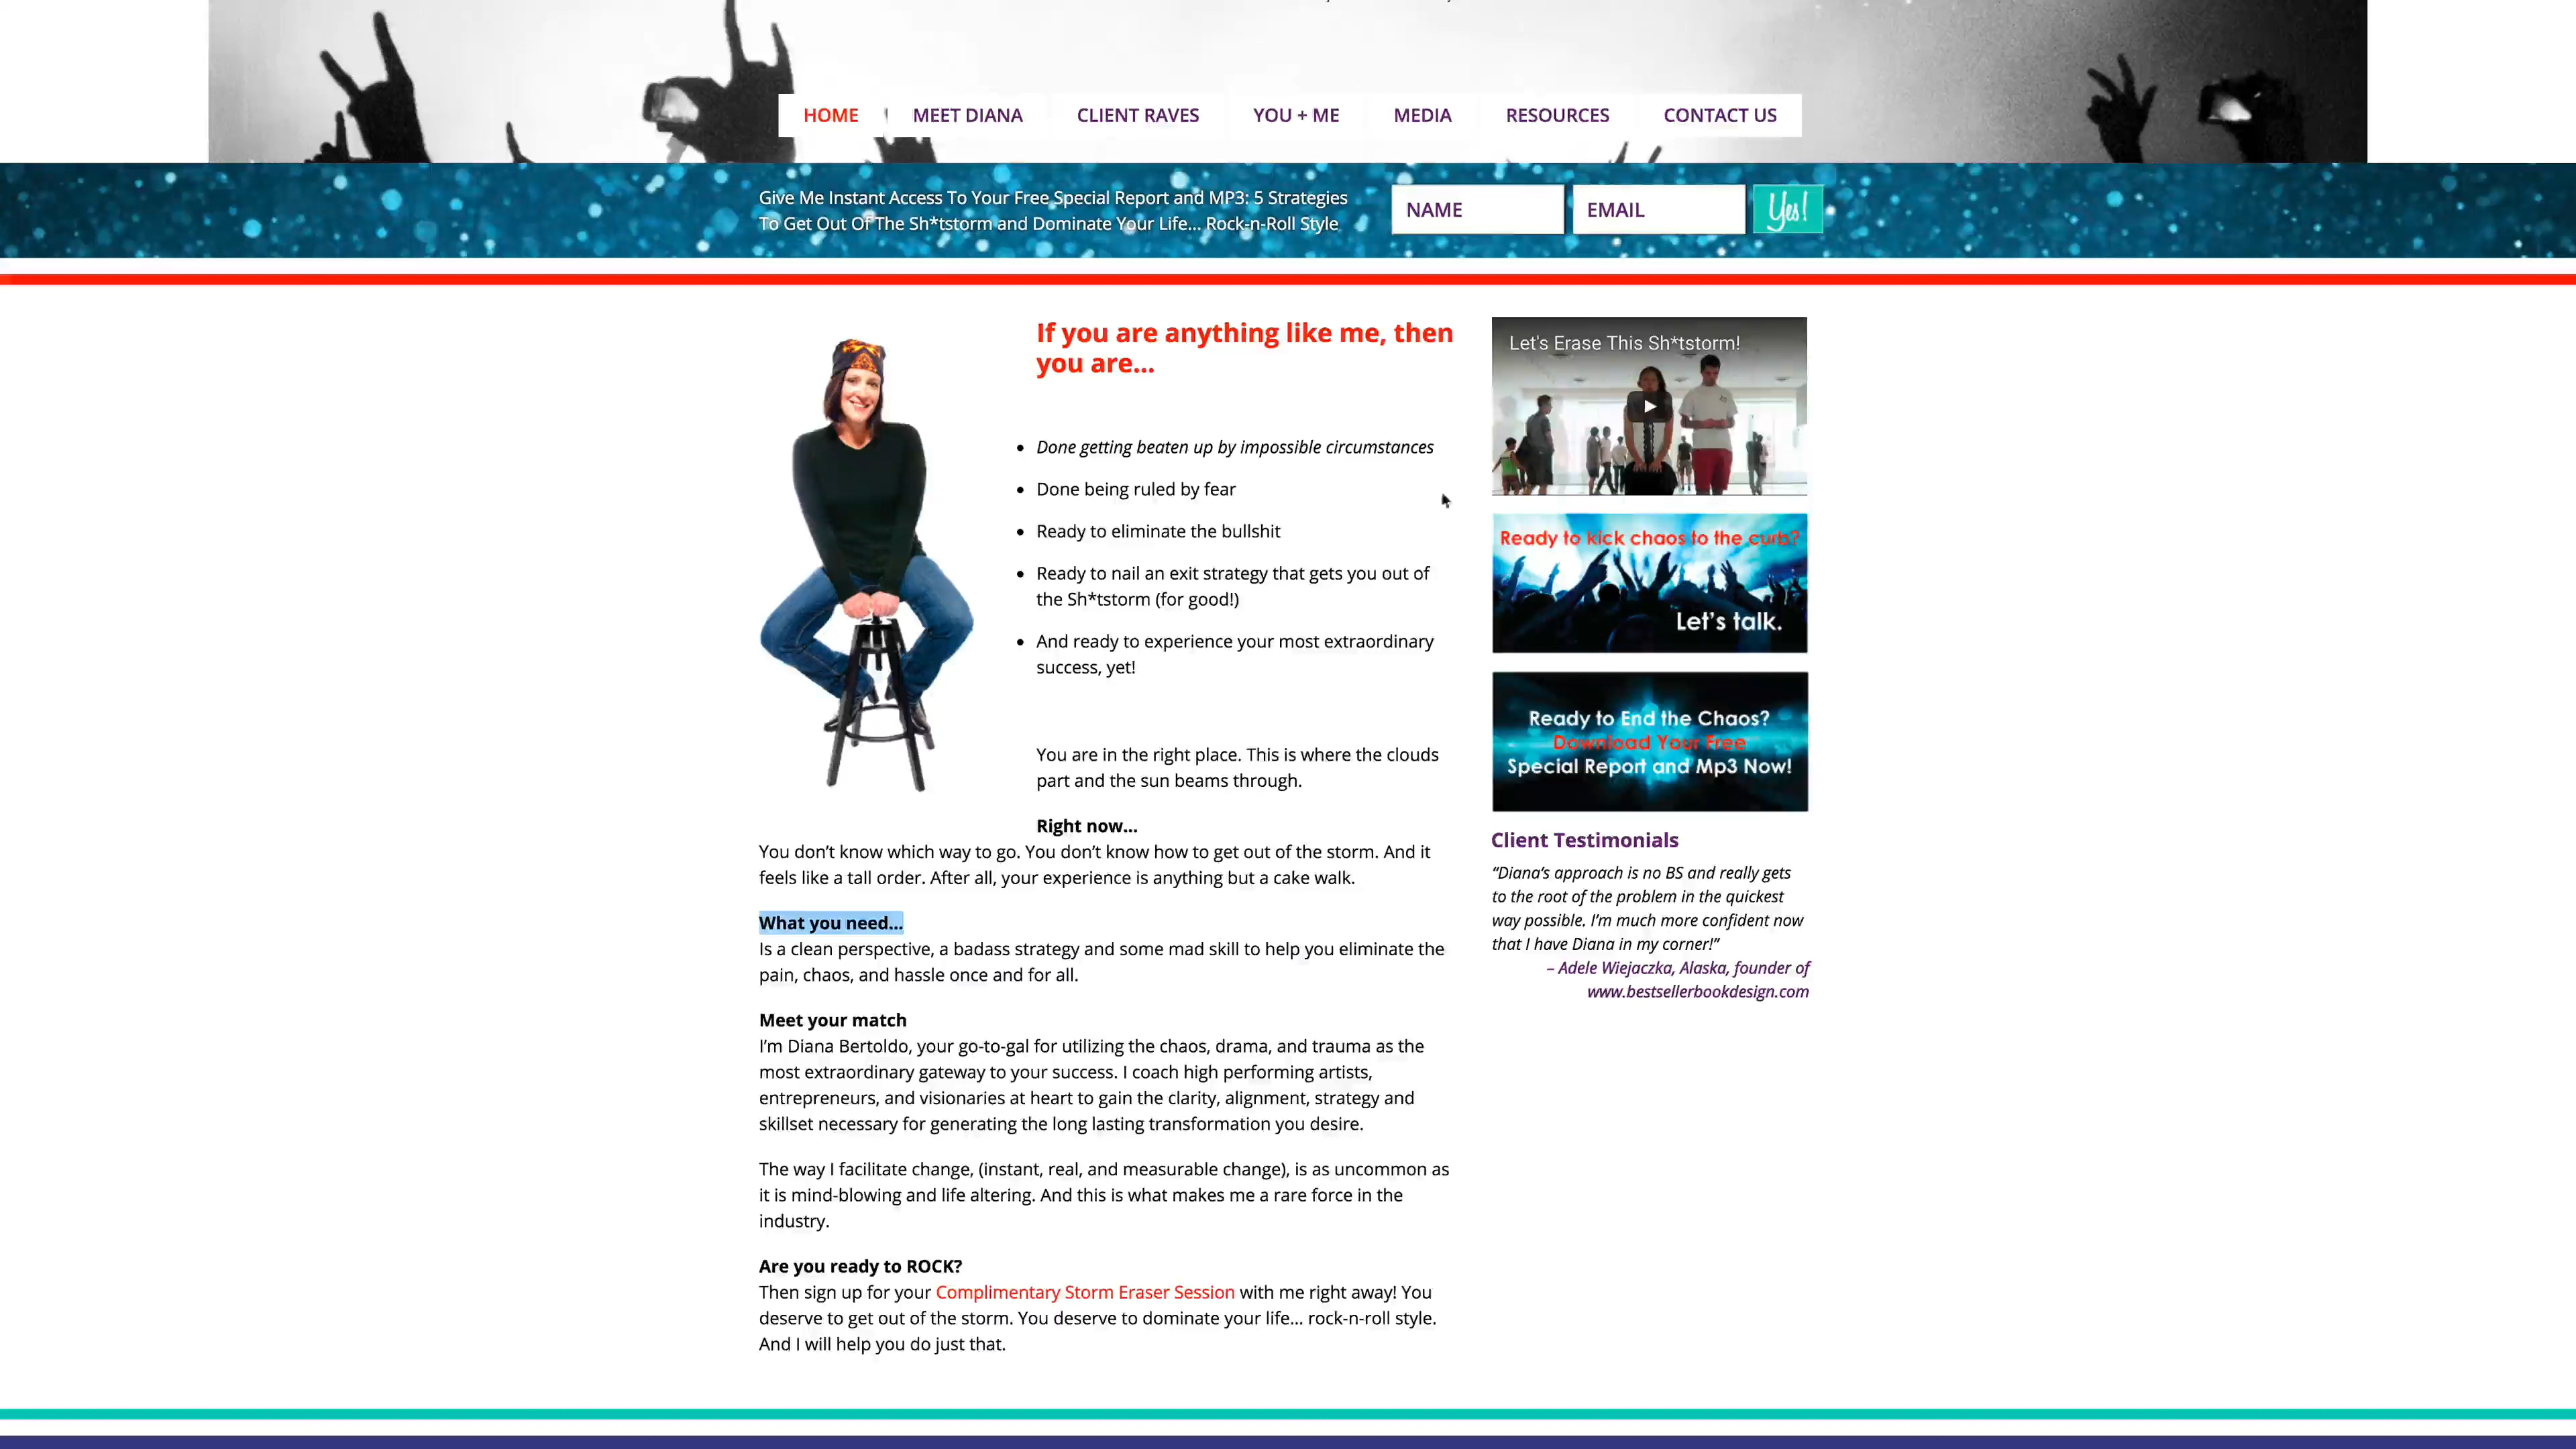 HOME
MEET DIANA
CLIENT RAVES
YOU + ME
MEDIA
RESOURCES
CONTACT US
Give Me Instant Access To Your Free Special Report and MP3: 5 Strategies
To Get Out Of The Sh*tstorm and Dominate Your Life... Rock-n-Roll Style
NAME
EMAIL
Yes!
If you are anything like me, then
you are...
• Done getting beaten up by impossible circumstances
• Done being ruled by fear
• Ready to eliminate the bullshit
• Ready to nail an exit strategy that gets you out of
the Sh*tstorm (for good!)
• And ready to experience your most extraordinary
success, yet!
You are in the right place. This is where the clouds
part and the sun beams through.
Right now...
You don’t know which way to go. You don’t know how to get out of the storm. And it
feels like a tall order. After all, your experience is anything but a cake walk.
What you need...
Is a clean perspective, a badass strategy and some mad skill to help you eliminate the
pain, chaos, and hassle once and for all.
Meet your match
I’m Diana Bertoldo, your go-to-gal for utilizing the chaos, drama, and trauma as the
most extraordinary gateway to your success. I coach high performing artists,
entrepreneurs, and visionaries at heart to gain the clarity, alignment, strategy and
skillset necessary for generating the long lasting transformation you desire.
The way I facilitate change, (instant, real, and measurable change), is as uncommon as
it is mind-blowing and life altering. And this is what makes me a rare force in the
industry.
Are you ready to ROCK?
Then sign up for your Complimentary Storm Eraser Session with me right away! You
deserve to get out of the storm. You deserve to dominate your life... rock-n-roll style.
And I will help you do just that.
Let's Erase This Sh*tstorm!
Ready to kick chaos to the curb?
Let's talk.
Ready to End the Chaos?
Download Your Free
Special Report and Mp3 Now!
Client Testimonials
“Diana’s approach is no BS and really gets
to the root of the problem in the quickest
way possible. I’m much more confident now
that I have Diana in my corner!”
– Adele Wiejaczka, Alaska, founder of
www.bestsellerbookdesign.com